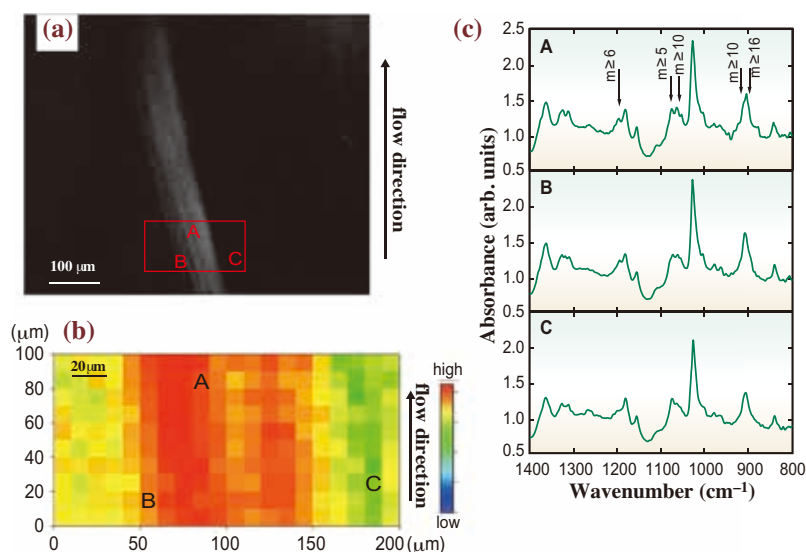 (a)
A
B
C
100 μm
flow direction
(b)
(μm)
100
80
60
40
20
0
20μm
A
B
C
0
50
100
150
200 (μm)
high
low
flow direction
(c)
A
m≥6
m≥5
m≥10
m≥10
m≥16
2.5
2.0
1.5
1.0
0.5
B
2.0
1.5
1.0
0.5
C
2.0
1.5
1.0
0.5
1400
1300
1200
1100
1000
900
800
Absorbance (arb. units)
Wavenumber (cm⁻¹)